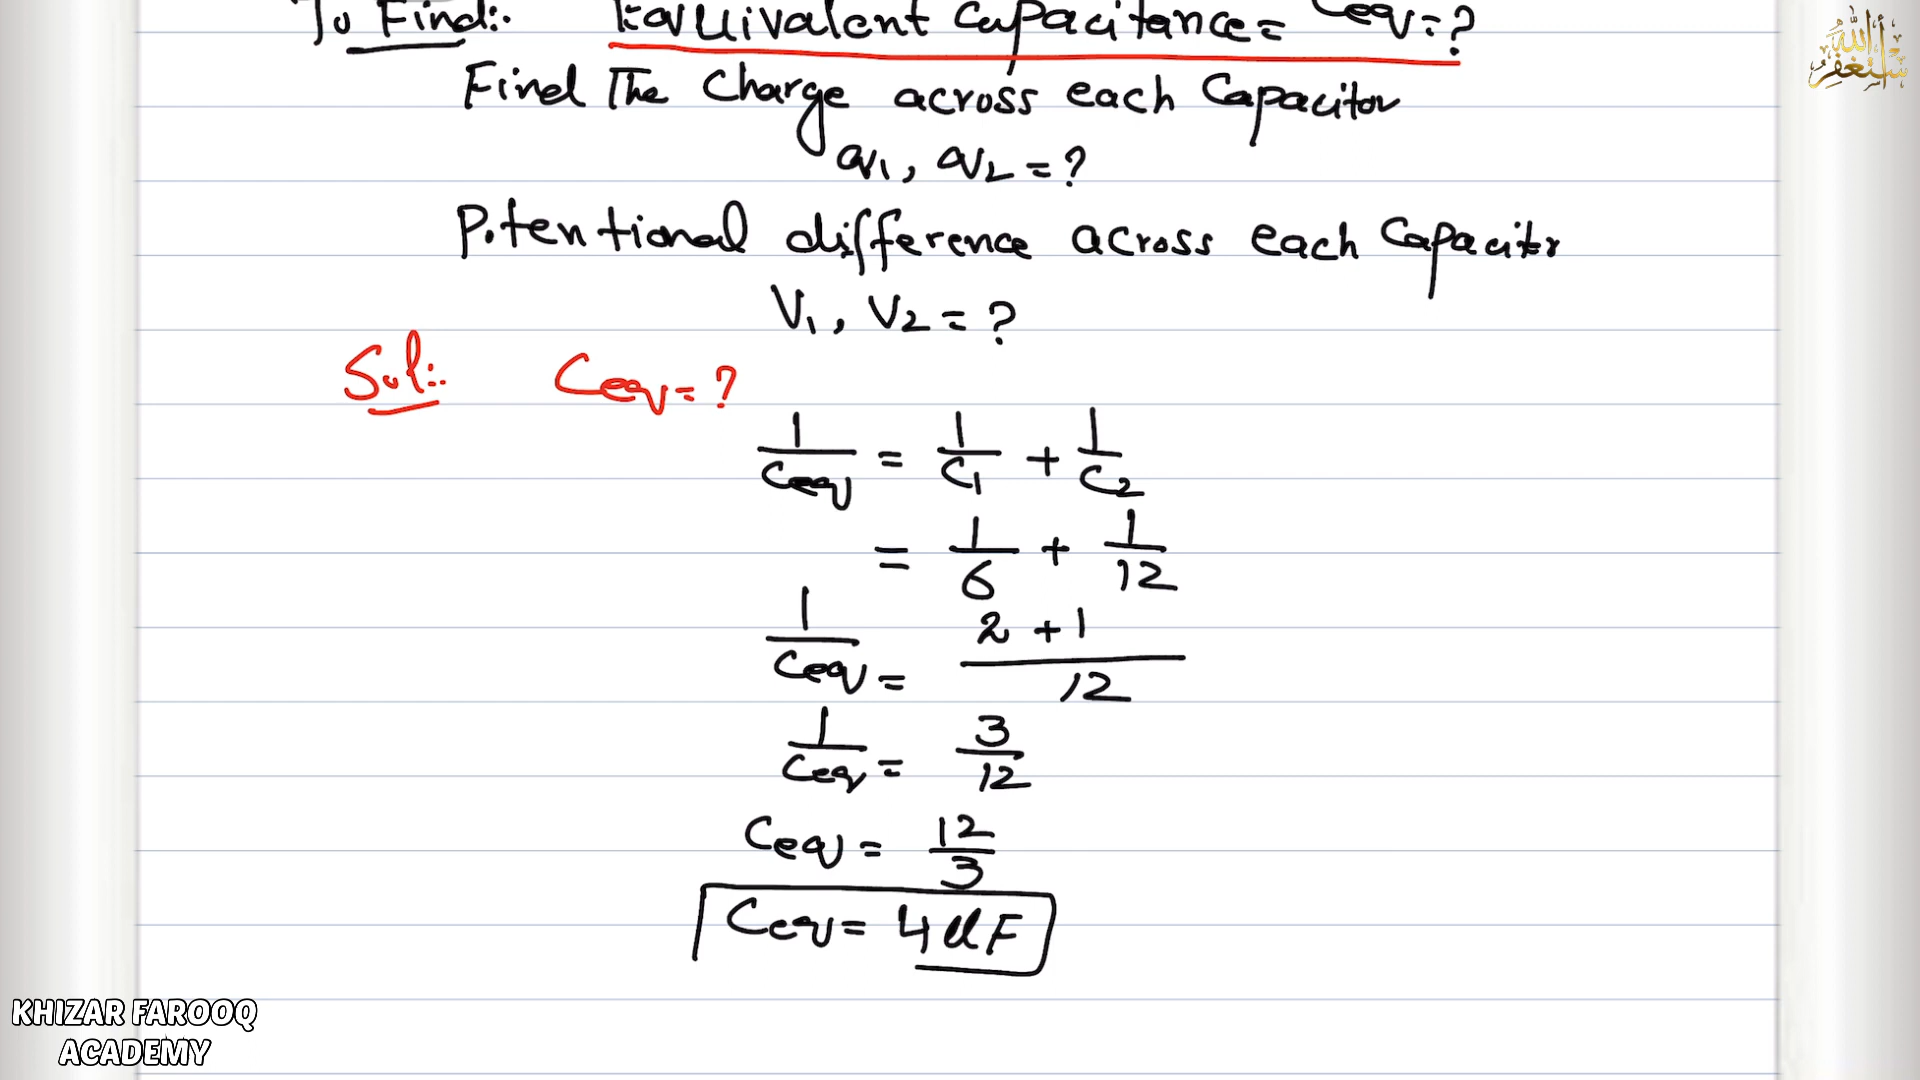 To Find:. Equivalent Capacitance = Ceq = ?
Find The Charge across each Capacitor
q1, q2 = ?
Potentional difference across each Capacitor
V1, V2 = ?
Sol:. Ceq = ?
1/Ceq = 1/C1 + 1/C2
= 1/6 + 1/12
1/Ceq = 2 + 1/12
1/Ceq = 3/12
Ceq = 12/3
Ceq = 4 μF
KHIZAR FAROOQ
ACADEMY